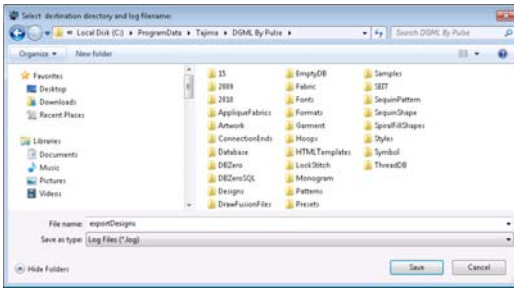 Select destination directory and log filename:
« Local Disk (C:) ▸ ProgramData ▸ Tajima ▸ DGML By Pulse ▸
Search DGML By Pulse
Organize New folder
Favorites
Desktop
Downloads
Recent Places
Libraries
Documents
Music
Pictures
Videos
15
2009
2010
AppliqueFabrics
Artwork
ConnectionEnds
Database
DBZero
DBZeroSQL
Designs
DrawFusionFiles
EmptyDB
Fabric
Fonts
Formats
Garment
Hoops
HTMLTemplates
LockStitch
Monogram
Patterns
Presets
Samples
SEIT
SequinPattern
SequinShape
SpiralFillShapes
Styles
Symbol
ThreadDB
File name: exportDesigns
Save as type: Log Files (*.log)
Hide Folders Save Cancel